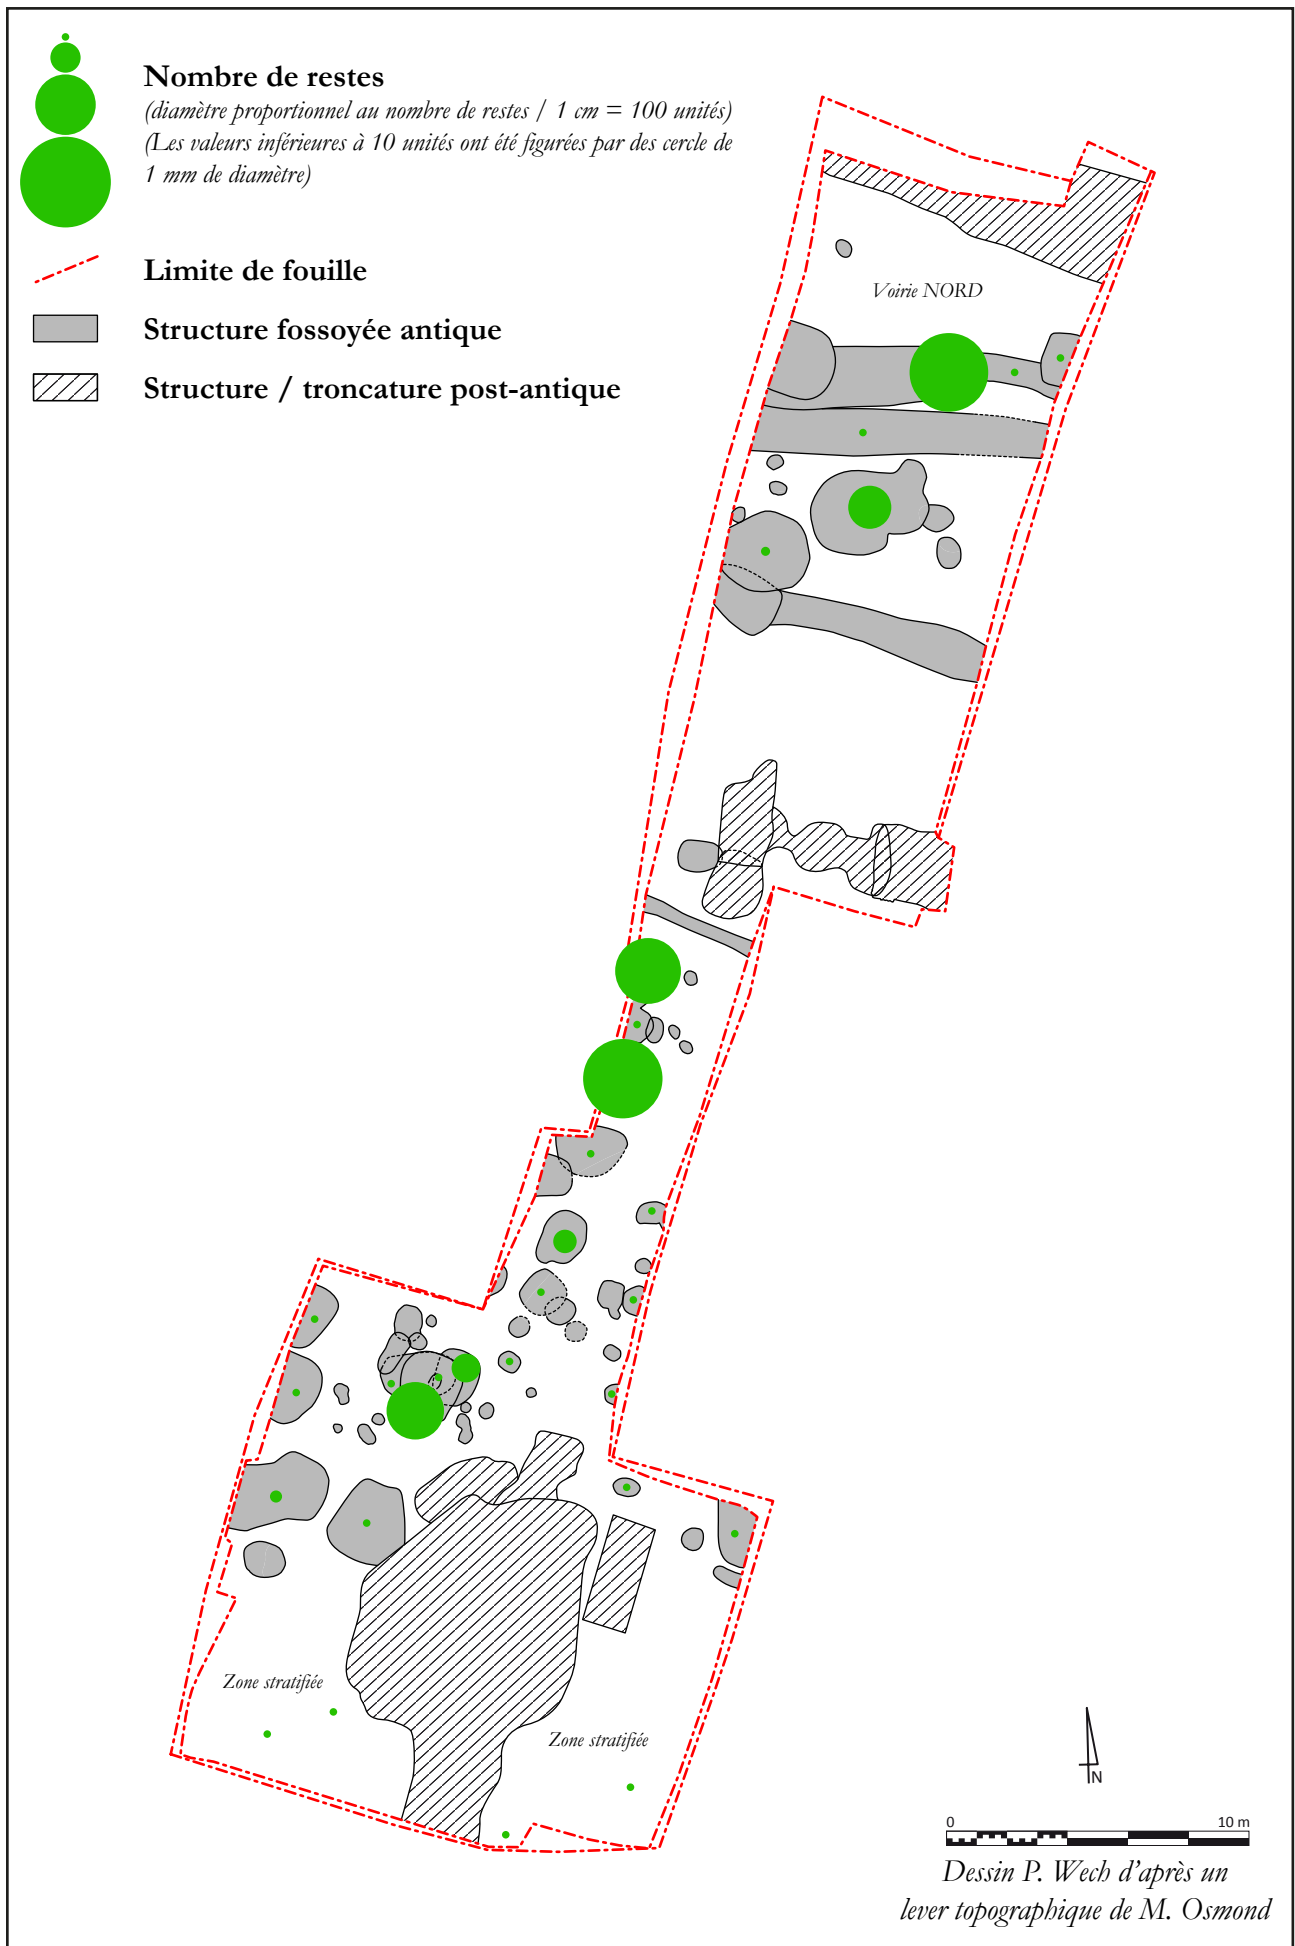 Nombre de restes
(diamètre proportionnel au nombre de restes / 1 cm = 100 unités)
(Les valeurs inférieures à 10 unités ont été figurées par des cercle de
1 mm de diamètre)
Limite de fouille
Structure fossoyée antique
Structure / troncature post-antique
Voirie NORD
Zone stratifiée
Zone stratifiée
N
0 10 m
Dessin P. Wech d'après un
lever topographique de M. Osmond